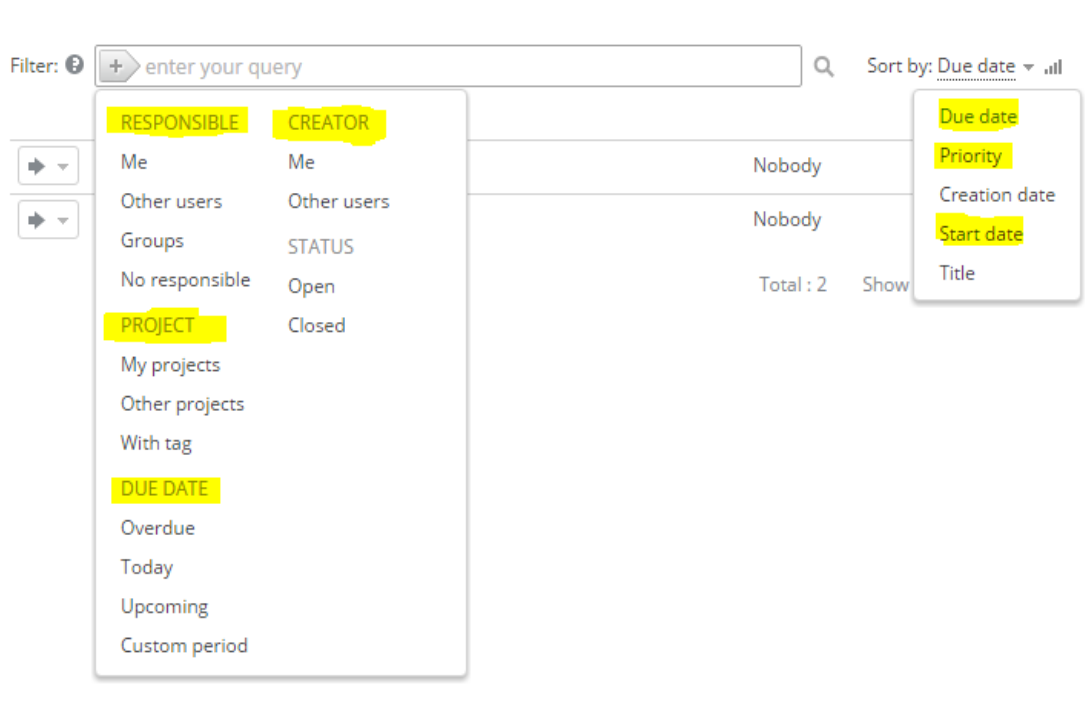 Filter: ? + enter your query
Sort by: Due date
RESPONSIBLE
Me
Other users
Groups
No responsible
PROJECT
My projects
Other projects
With tag
DUE DATE
Overdue
Today
Upcoming
Custom period
CREATOR
Me
Other users
STATUS
Open
Closed
Nobody
Nobody
Total : 2 Show
Due date
Priority
Creation date
Start date
Title